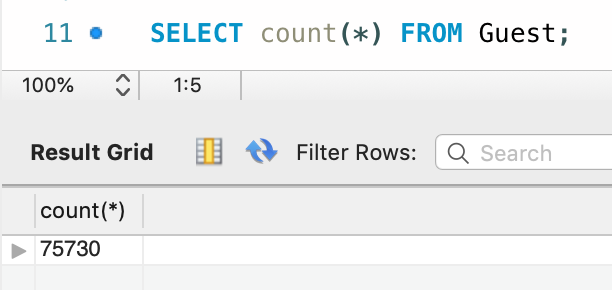 11 SELECT count(*) FROM Guest;
100% 1:5
Result Grid Filter Rows: Search
count(*)
75730